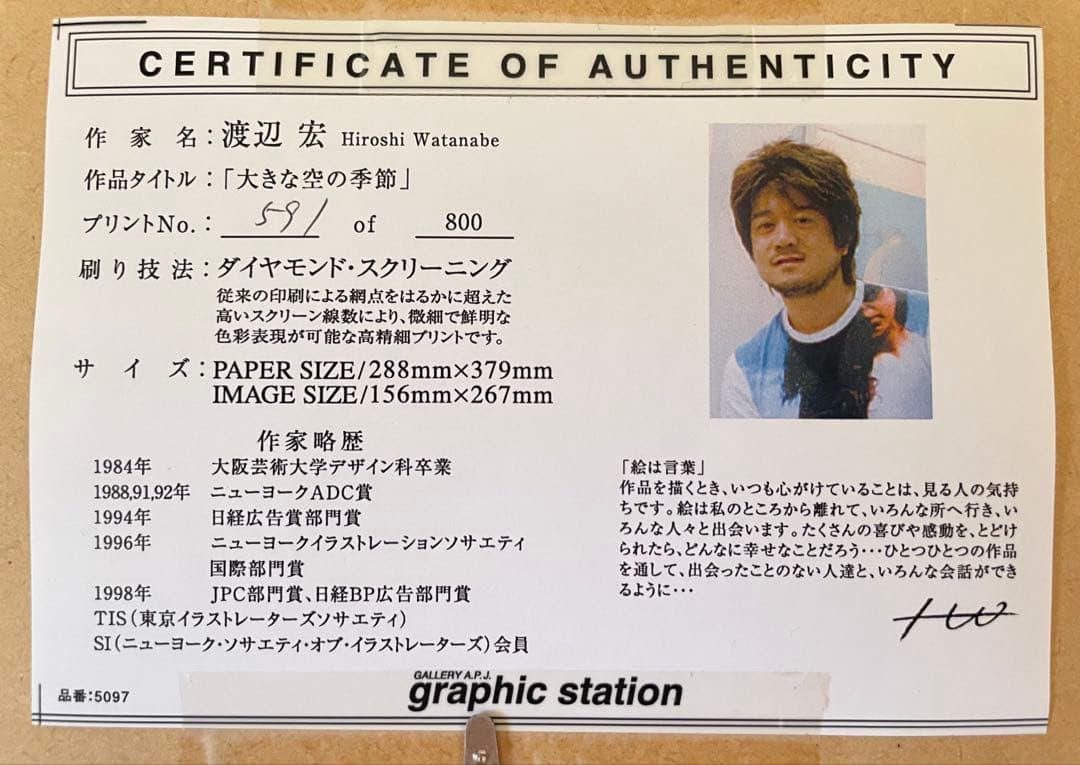 CERTIFICATE OF AUTHENTICITY
作家名:渡辺 宏 Hiroshi Watanabe
作品タイトル:「大きな空の季節」
プリントNo.: 591 of 800
刷り技法:ダイヤモンド・スクリーニング
従来の印刷による網点をはるかに超えた
高いスクリーン線数により、微細で鮮明な
色彩表現が可能な高精細プリントです。
サイズ:PAPER SIZE/288mm×379mm
IMAGE SIZE/156mm×267mm
作家略歴
1984年 大阪芸術大学デザイン科卒業
1988,91,92年 ニューヨークADC賞
1994年 日経広告賞部門賞
1996年 ニューヨークイラストレーションソサエティ
国際部門賞
1998年 JPC部門賞、日経BP広告部門賞
TIS(東京イラストレーターズソサエティ)
SI(ニューヨーク・ソサエティ・オブ・イラストレーターズ)会員
「絵は言葉」
作品を描くとき、いつも心がけていることは、見る人の気持
ちです。絵は私のところから離れて、いろんな所へ行き、い
ろんな人々と出会います。たくさんの喜びや感動を、とどけ
られたら、どんなに幸せなことだろう・・・ひとつひとつの作品
を通して、出会ったことのない人達と、いろんな会話ができ
るように・・・
HW
品番:5097
GALLERY A.P.J.
graphic station